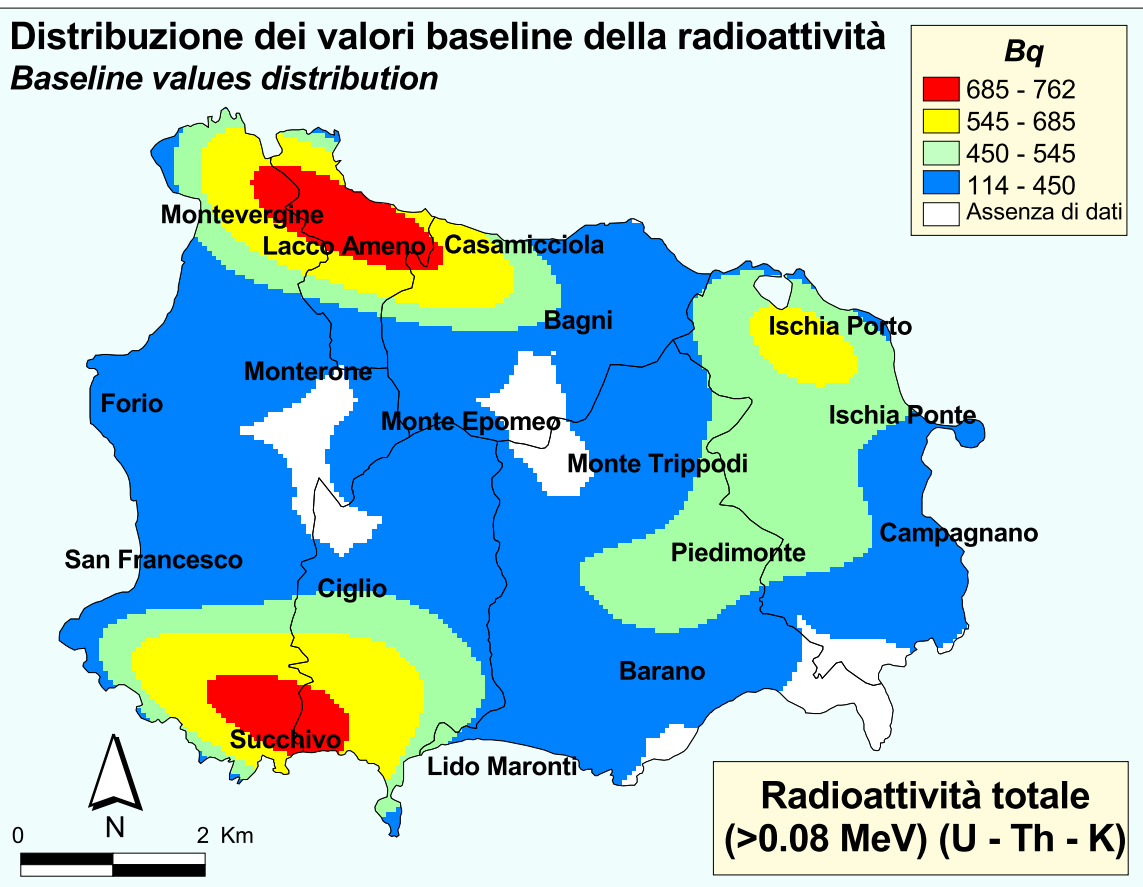 Distribuzione dei valori baseline della radioattività
Baseline values distribution
Bq
685 - 762
545 - 685
450 - 545
114 - 450
Assenza di dati
Montevergine
Lacco Ameno
Casamicciola
Bagni
Ischia Porto
Monterone
Forio
Monte Epomeo
Ischia Ponte
Monte Trippodi
Campagnano
San Francesco
Piedimonte
Ciglio
Barano
Succhivo
Lido Maronti
N
0 2 Km
Radioattività totale
(>0.08 MeV) (U - Th - K)